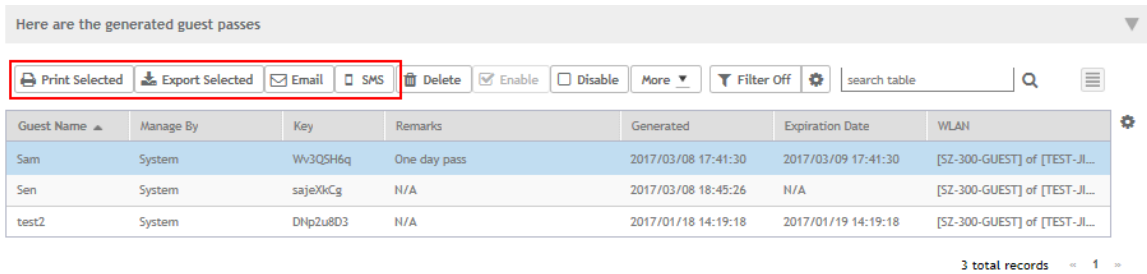 Here are the generated guest passes
Print Selected Export Selected Email SMS Delete Enable Disable More Filter Off search table
Guest Name Manage By Key Remarks Generated Expiration Date WLAN
Sam System Wv3QSH6q One day pass 2017/03/08 17:41:30 2017/03/09 17:41:30 [SZ-300-GUEST] of [TEST-JI...
Sen System sajeXkCg N/A 2017/03/08 18:45:26 N/A [SZ-300-GUEST] of [TEST-JI...
test2 System DNp2u8D3 N/A 2017/01/18 14:19:18 2017/01/19 14:19:18 [SZ-300-GUEST] of [TEST-JI...
3 total records « 1 »